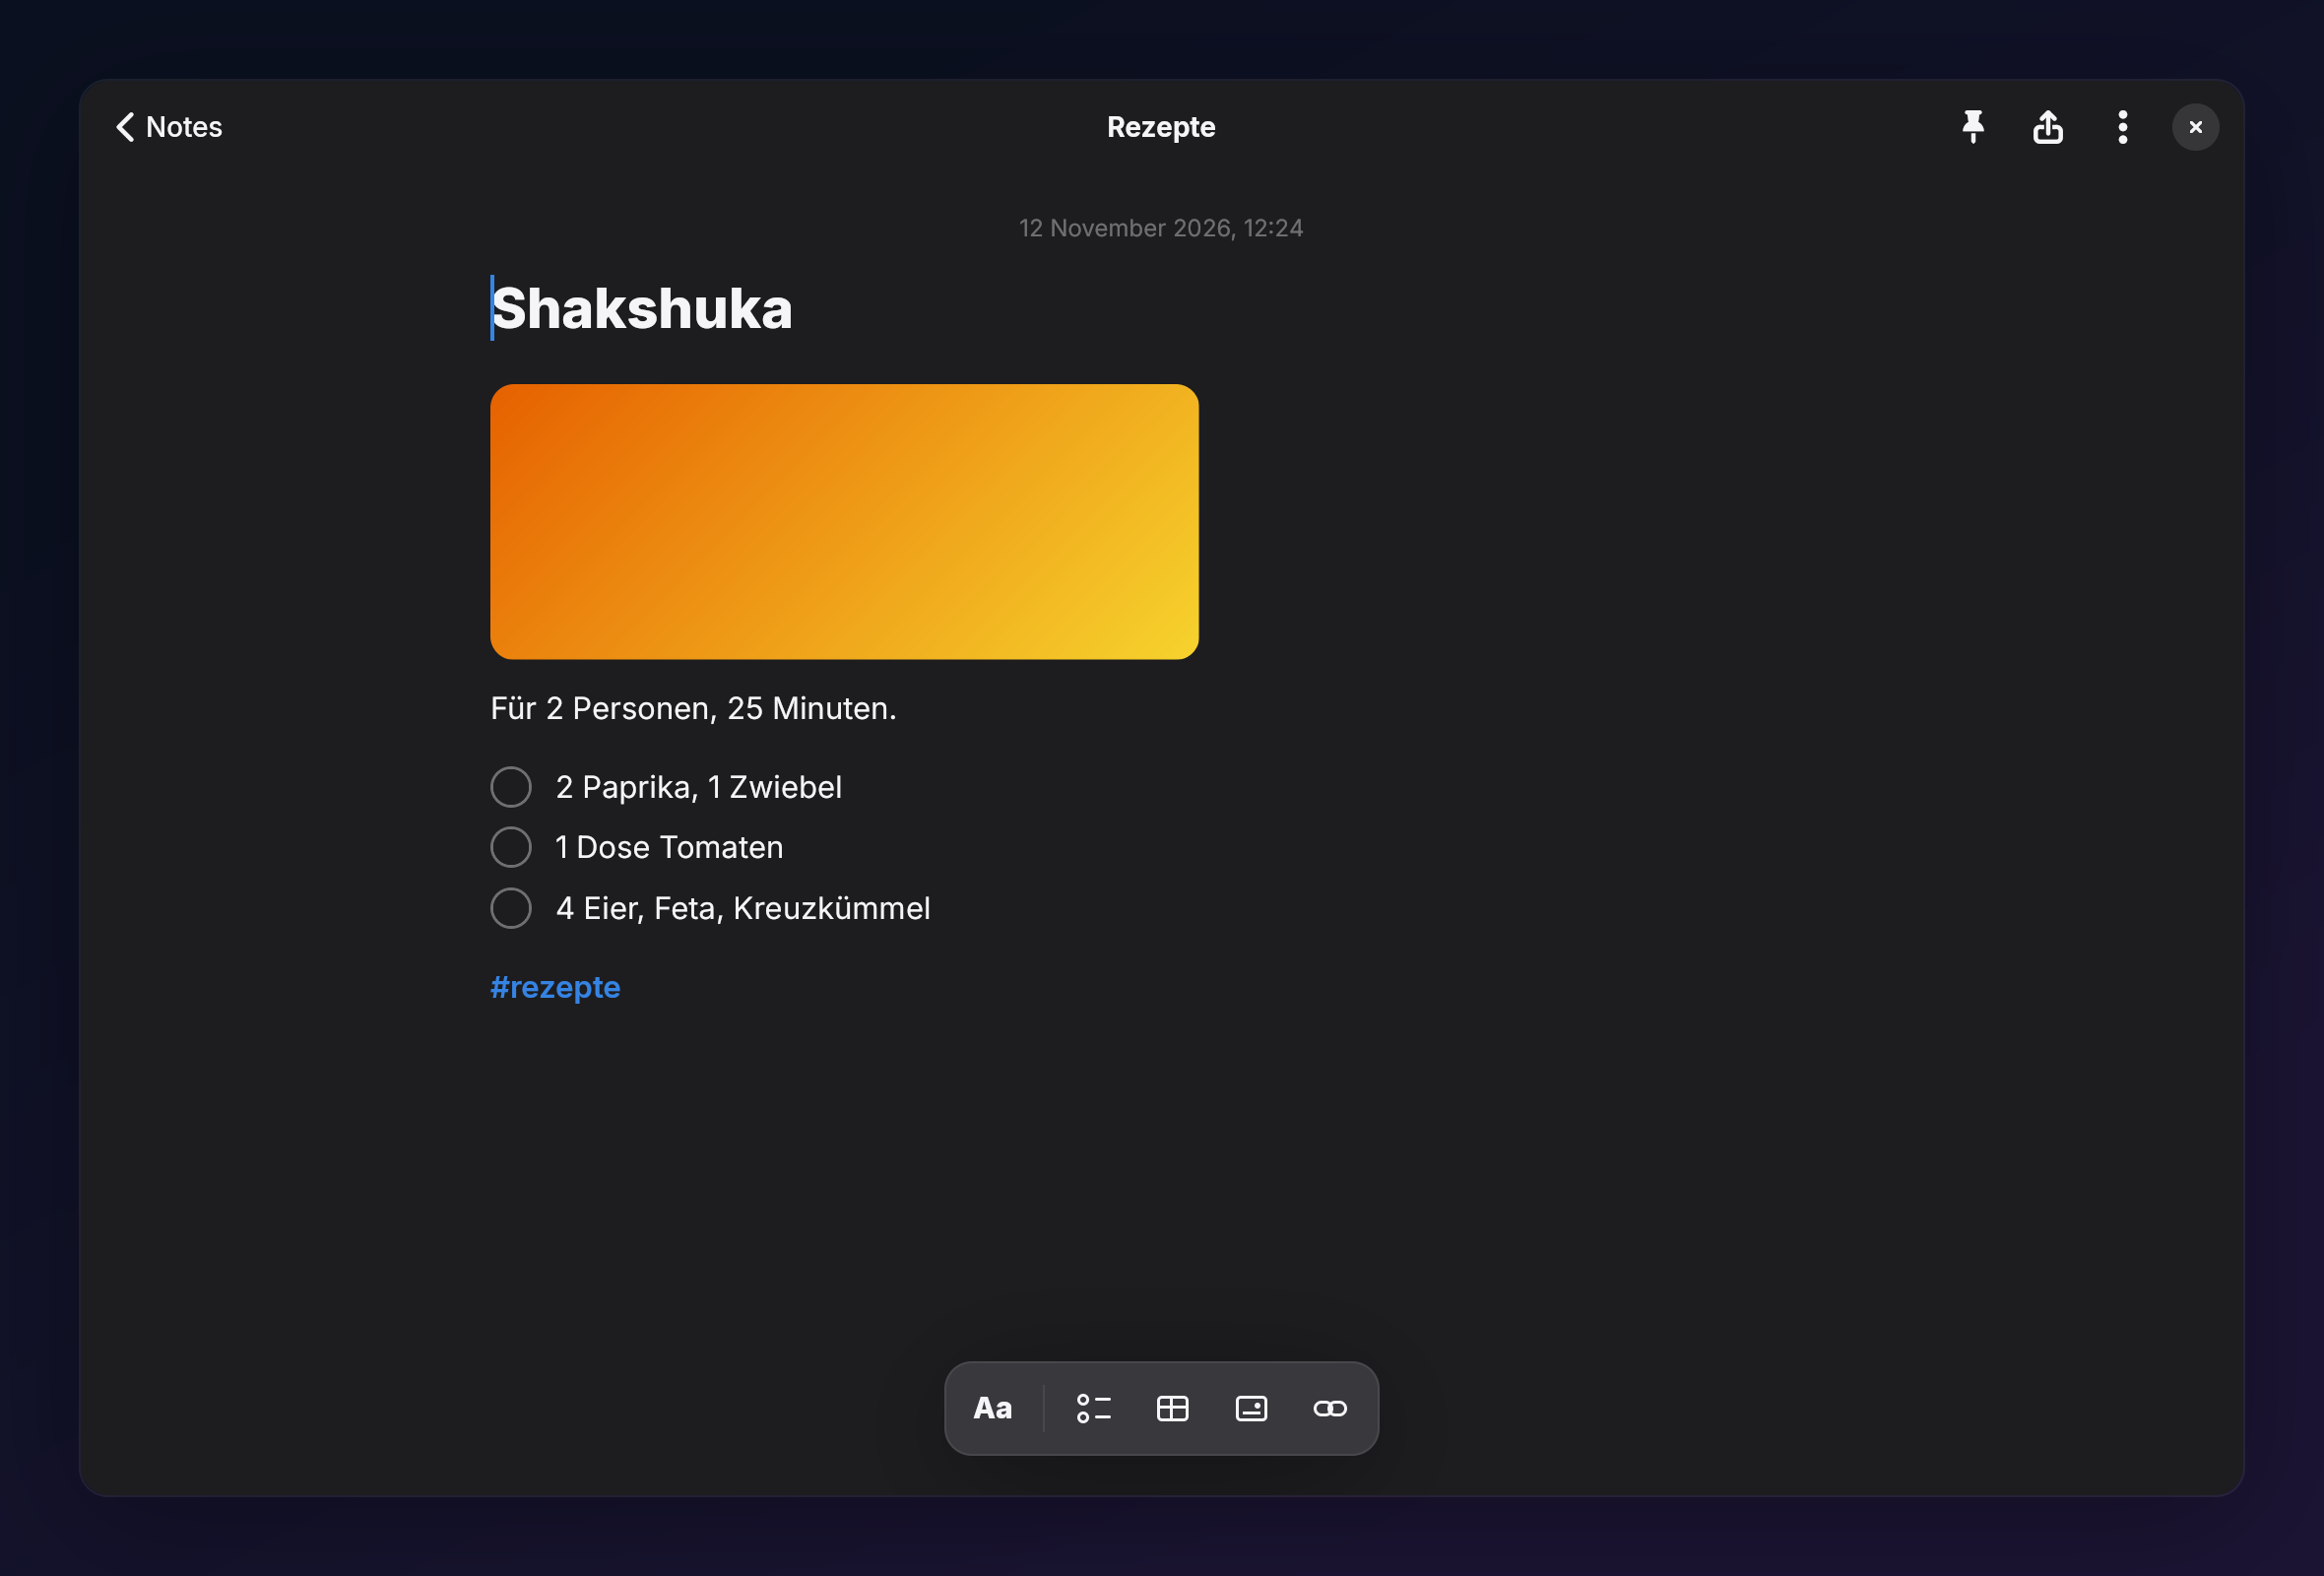 Notes
Rezepte
12 November 2026, 12:24
Shakshuka
Für 2 Personen, 25 Minuten.
2 Paprika, 1 Zwiebel
1 Dose Tomaten
4 Eier, Feta, Kreuzkümmel
#rezepte
Aa